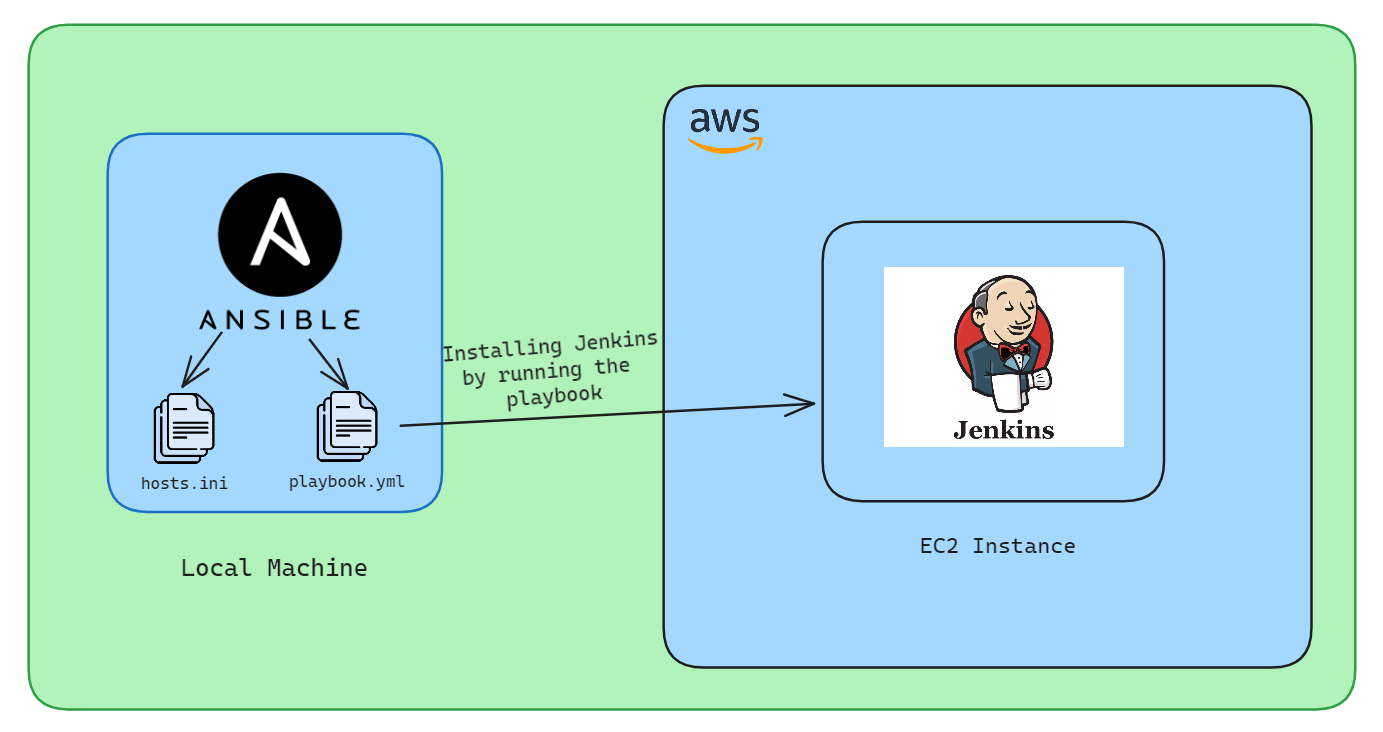 aws
ANSIBLE
Installing Jenkins
by running the
playbook
Jenkins
hosts.ini
playbook.yml
EC2 Instance
Local Machine